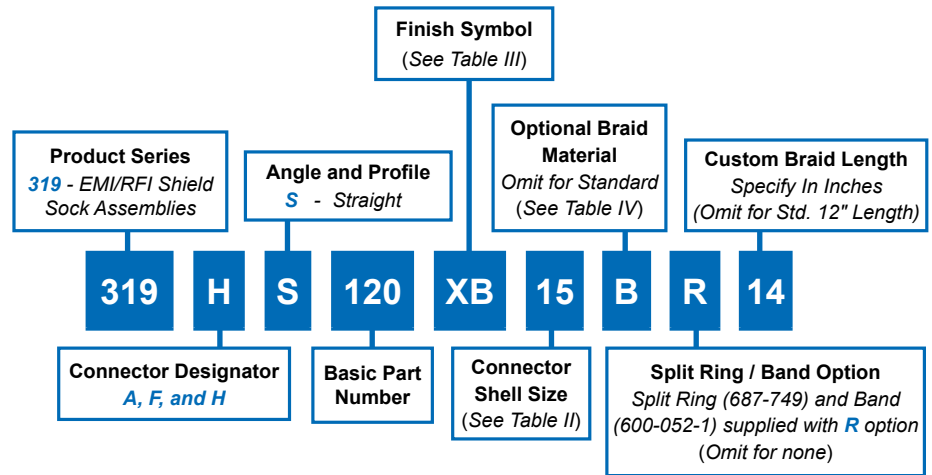 Finish Symbol
(See Table III)
Product Series
319 - EMI/RFI Shield
Sock Assemblies
Angle and Profile
S - Straight
Optional Braid
Material
Omit for Standard
(See Table IV)
Custom Braid Length
Specify In Inches
(Omit for Std. 12" Length)
319 H S 120 XB 15 B R 14
Connector Designator
A, F, and H
Basic Part
Number
Connector
Shell Size
(See Table II)
Split Ring / Band Option
Split Ring (687-749) and Band
(600-052-1) supplied with R option
(Omit for none)